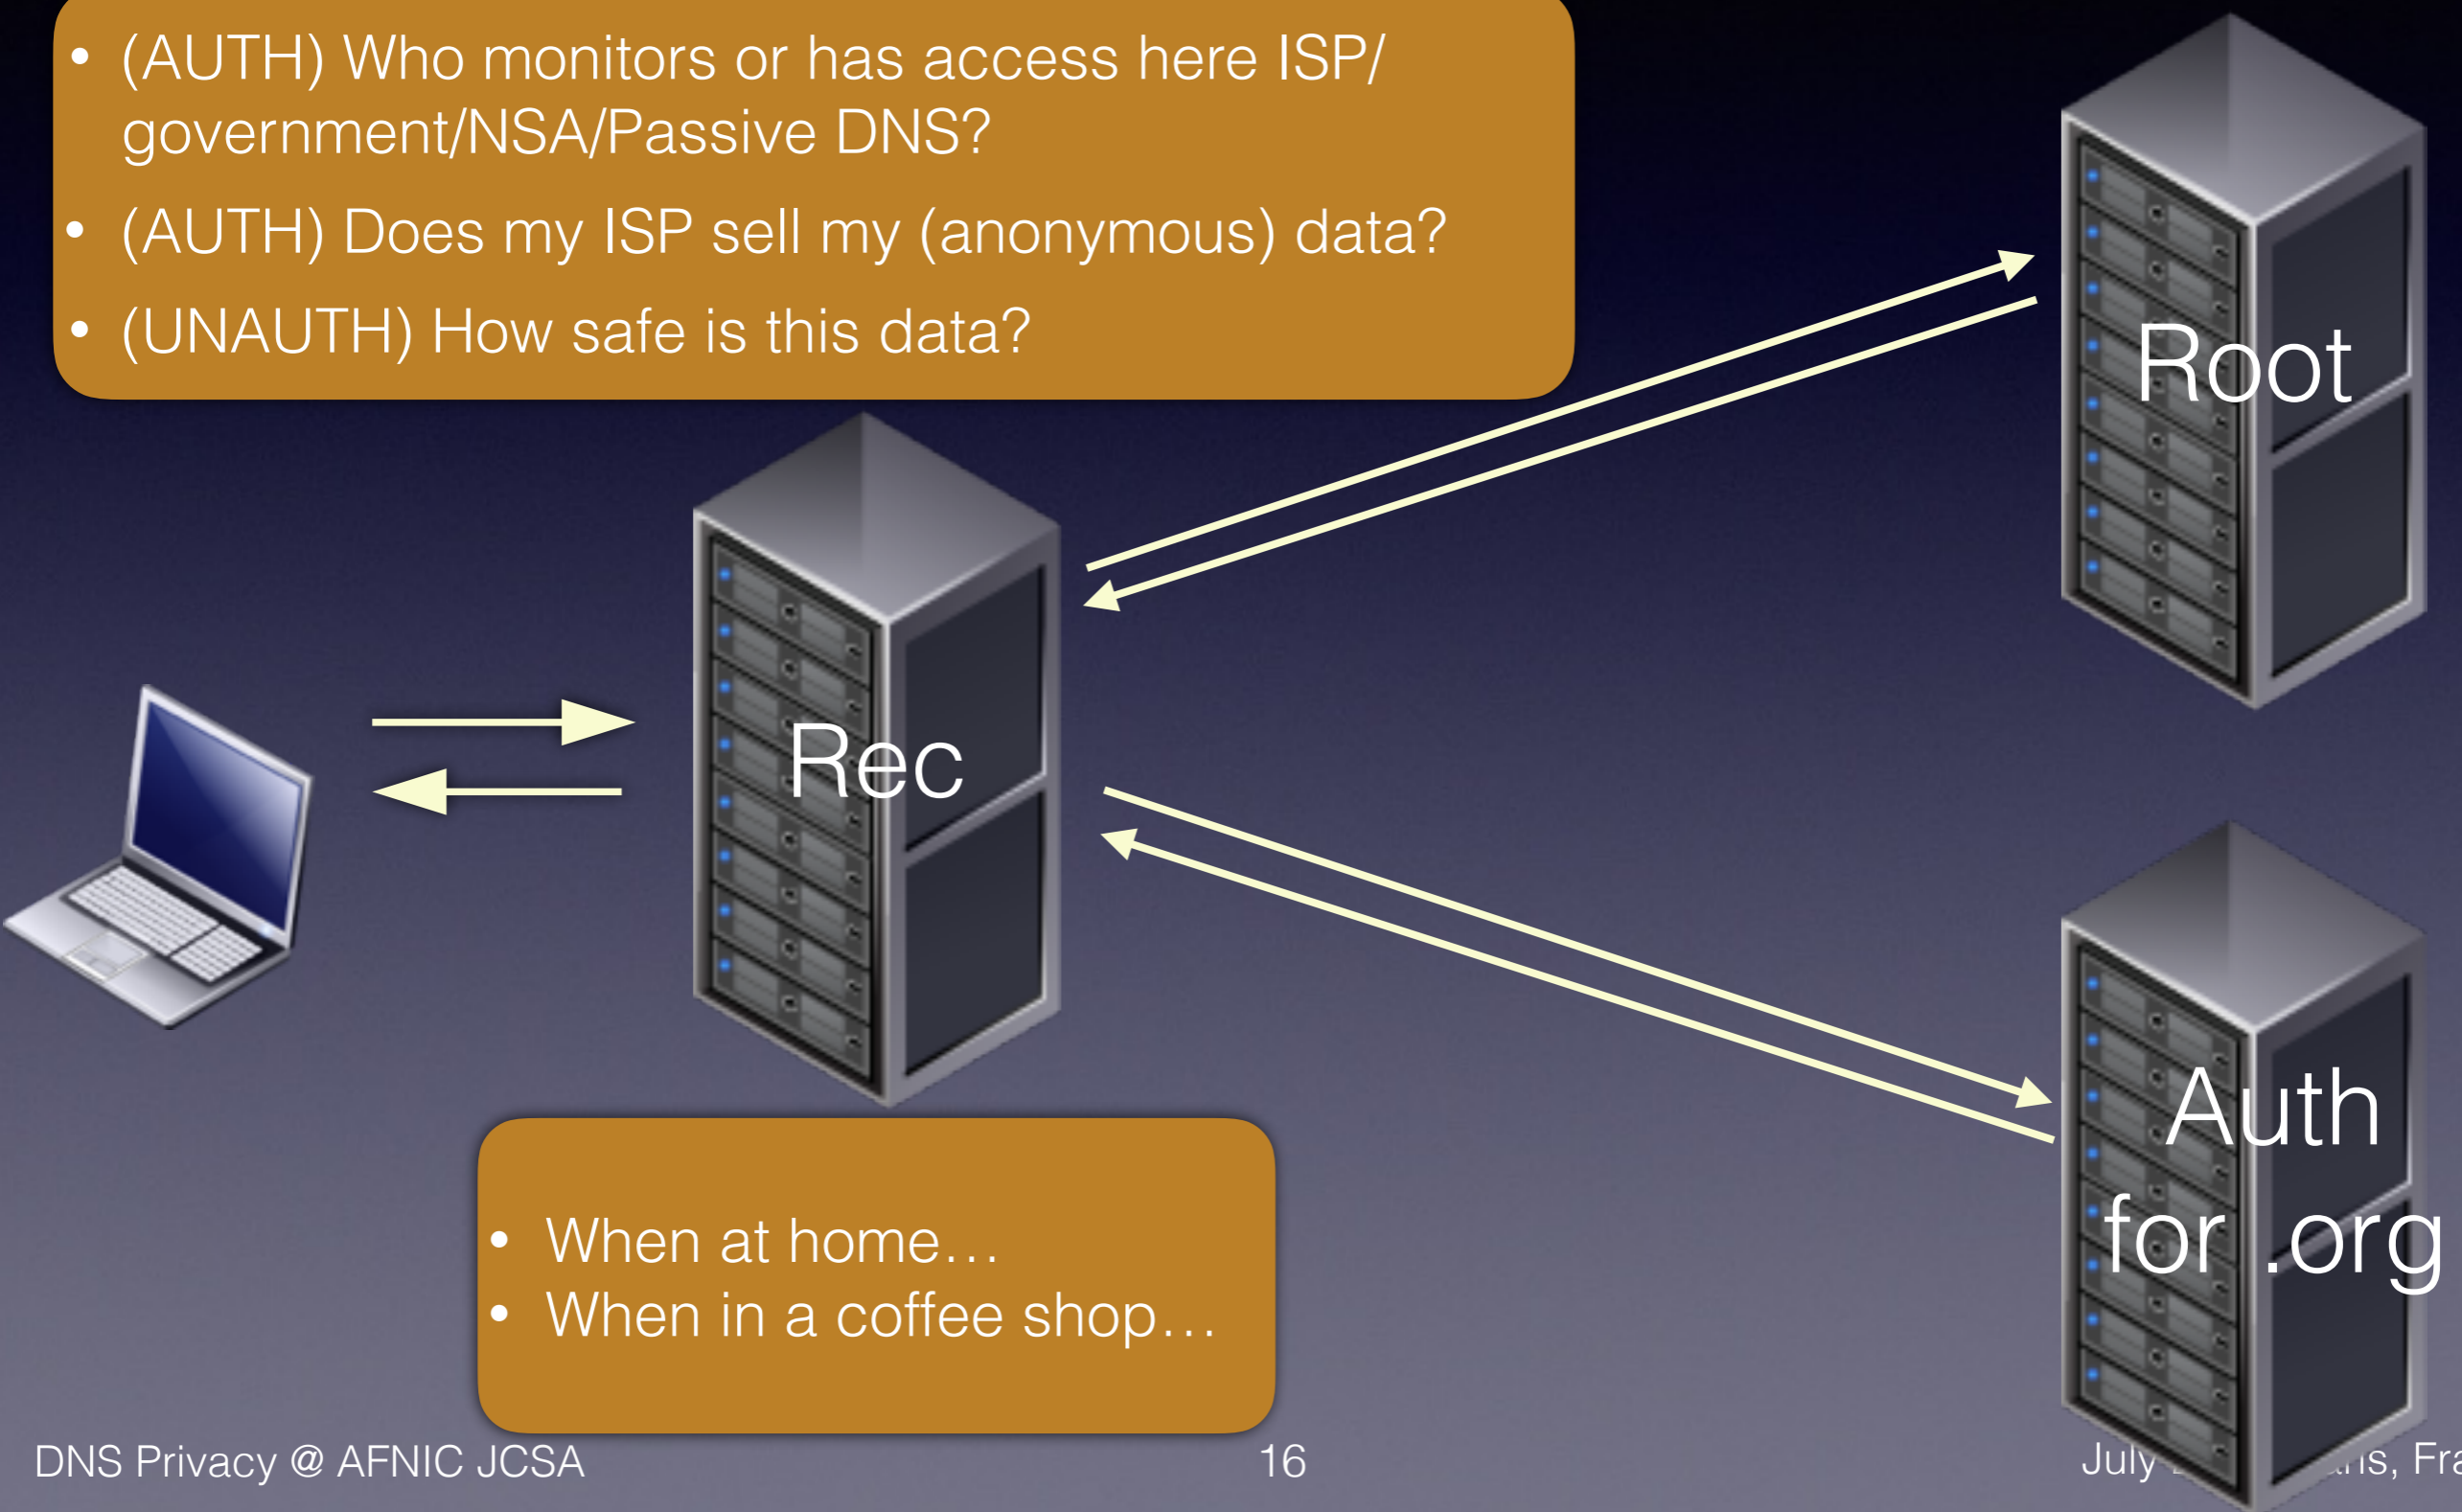 • (AUTH) Who monitors or has access here ISP/
government/NSA/Passive DNS?
• (AUTH) Does my ISP sell my (anonymous) data?
• (UNAUTH) How safe is this data?
Root
Rec
Auth
for .org
• When at home…
• When in a coffee shop…
DNS Privacy @ AFNIC JCSA
16
July